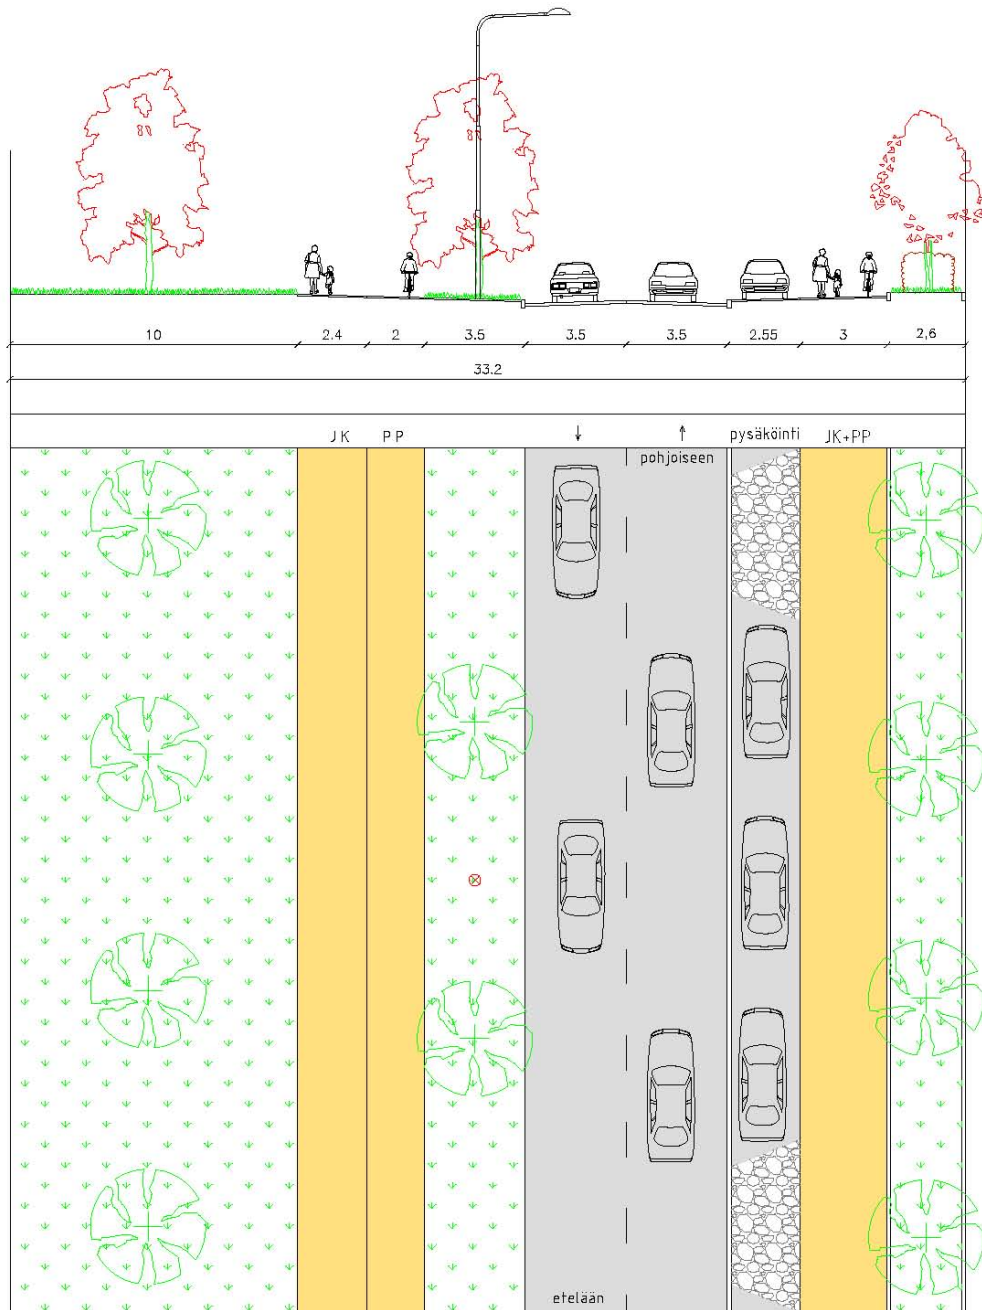 10 2.4 2 3.5 3.5 3.5 2.55 3 2,6
33.2
JK PP ↓ ↑ pysäköinti JK+PP
pohjoiseen
etelään